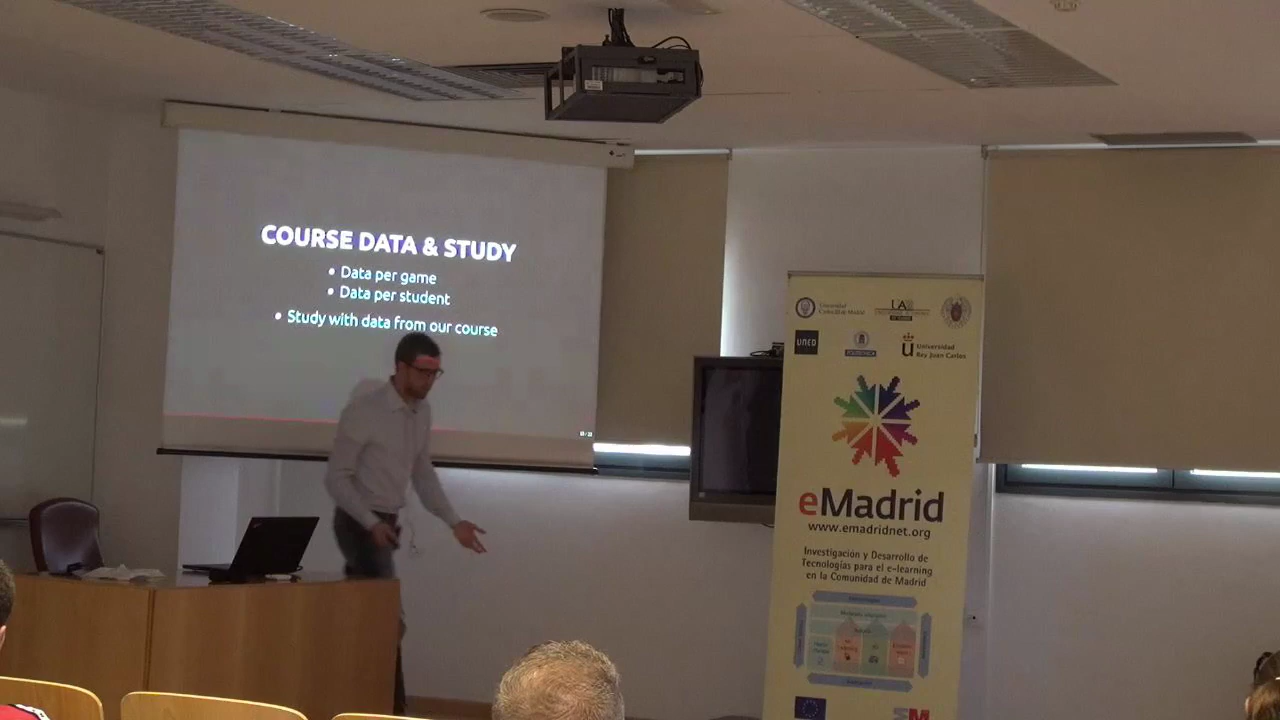 COURSE DATA & STUDY
• Data per game
• Data per student
• Study with data from our course
UNED
Universidad
Rey Juan Carlos
eMadrid
www.emadridnet.org
Investigación y Desarrollo de
Tecnologías para el e-learning
en la Comunidad de Madrid